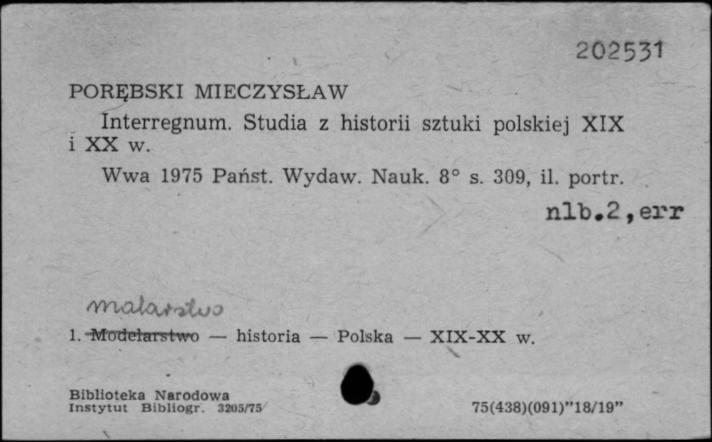 202531
PORĘBSKI MIECZYSŁAW
Interregnum. Studia z historii sztuki polskiej XIX
i XX w.
Wwa 1975 Państ. Wydaw. Nauk. 8° s. 309, il. portr.
nlb.2,err
malarstwo
1. Modelarstwo — historia — Polska — XIX-XX w.
Biblioteka Narodowa
Instytut Bibliogr. 3205/75
75(438)(091)"18/19"